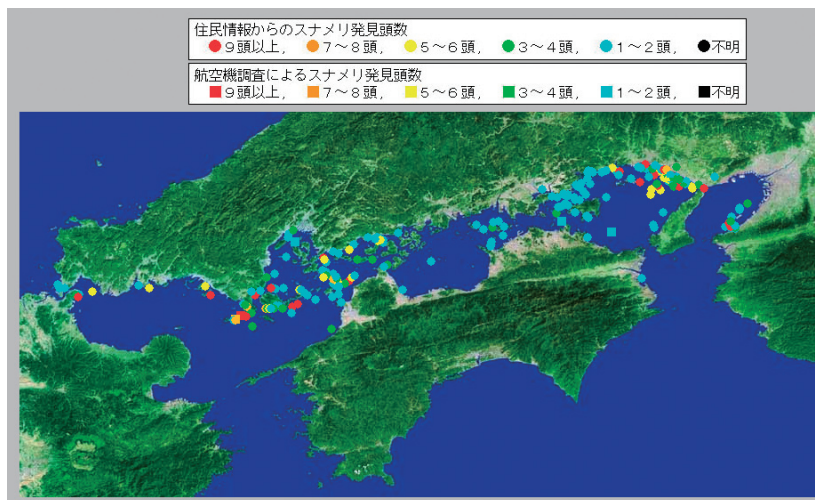 住民情報からのスナメリ発見頭数
●９頭以上, ●７～８頭, ●５～６頭, ●３～４頭, ●１～２頭, ●不明
航空機調査によるスナメリ発見頭数
■９頭以上, ■７～８頭, ■５～６頭, ■３～４頭, ■１～２頭, ■不明